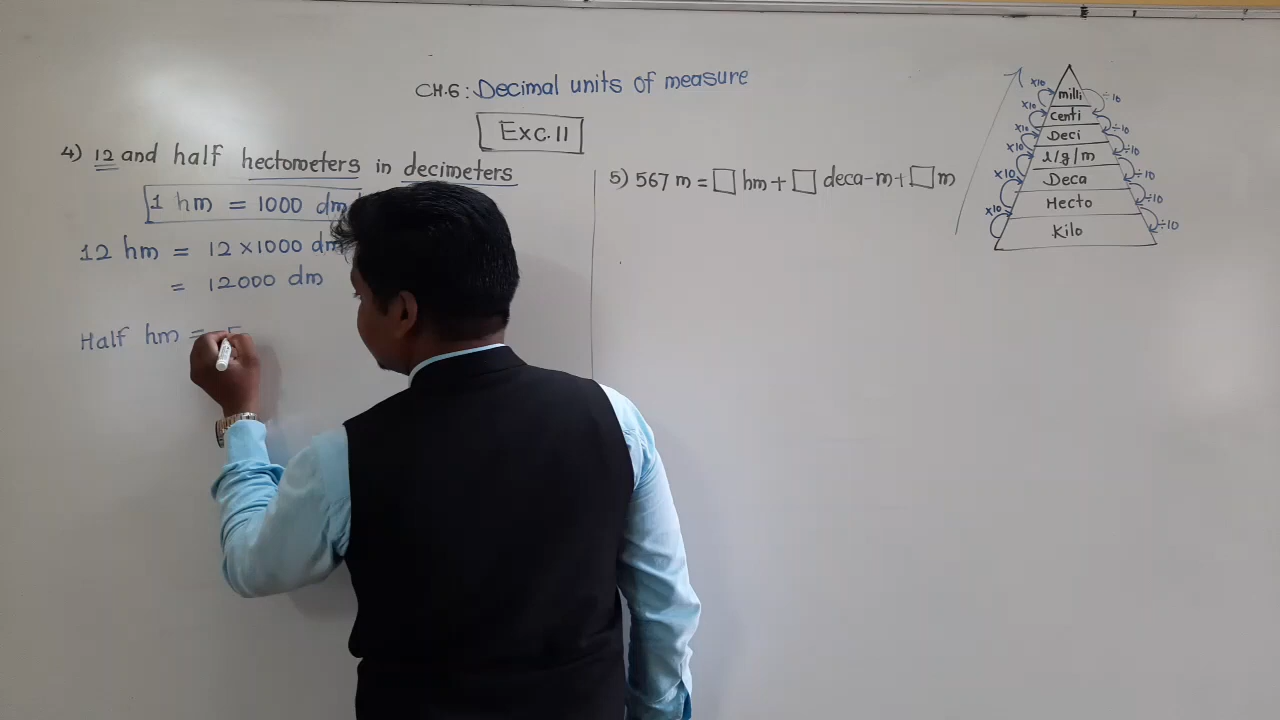 CH.6: Decimal units of measure
Exc.11
4) 12 and half hectometers in decimeters
1 hm = 1000 dm
12 hm = 12×1000 dm
= 12000 dm
Half hm = 5
5) 567 m = □ hm + □ deca-m + □ m
×10 milli ÷10
×10 centi ÷10
×10 Deci ÷10
×10 l/g/m ÷10
×10 Deca ÷10
×10 Hecto ÷10
Kilo